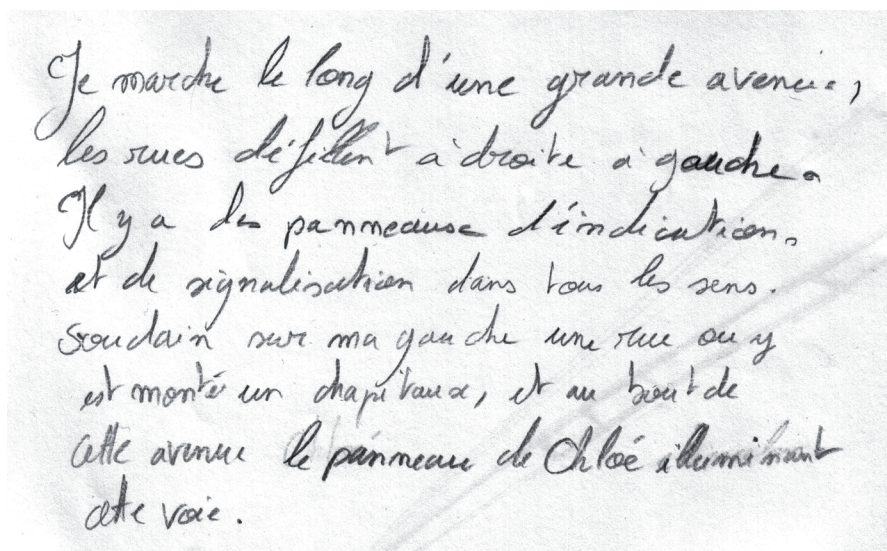 Je marche le long d'une grande avenue,
les rues défilent à droite à gauche.
Il y a des panneaux d'indication,
et de signalisation dans tous les sens.
Soudain sur ma gauche une rue ou y
est monté un chapitaux, et au bout de
cette avenue le panneau de Chloé illuminant
cette voie.